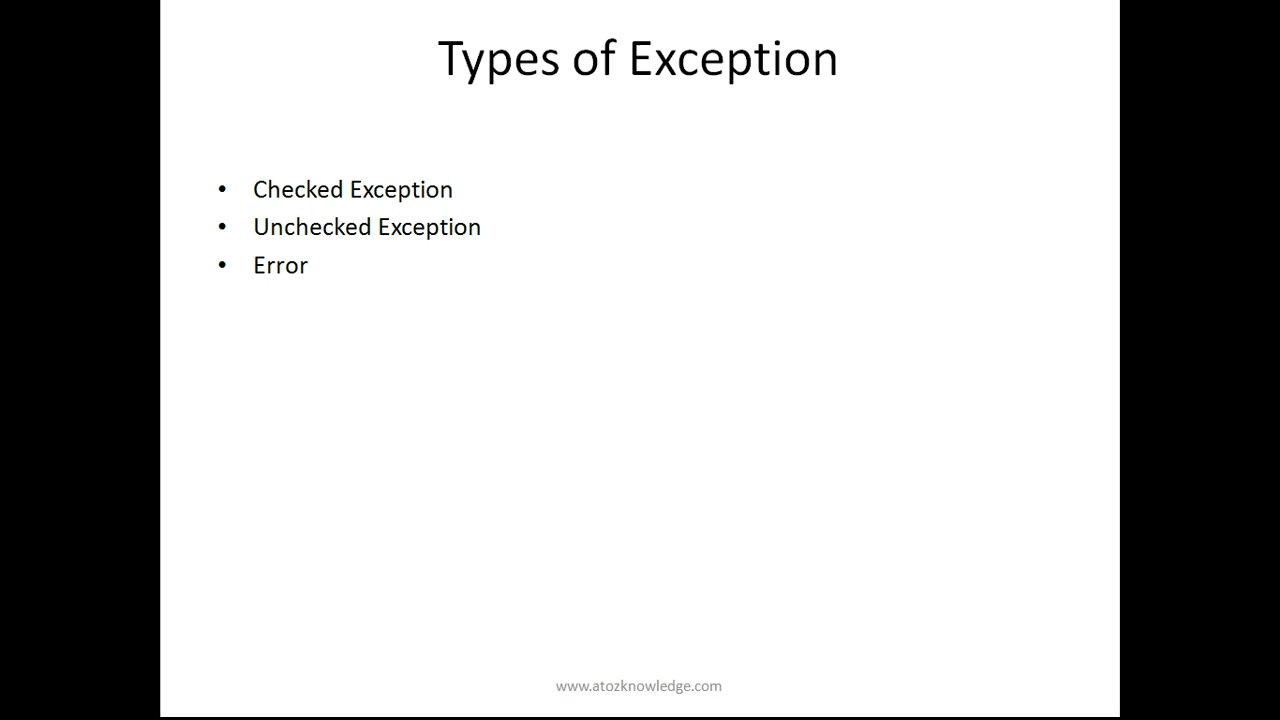 Types of Exception
• Checked Exception
• Unchecked Exception
• Error
www.atozknowledge.com